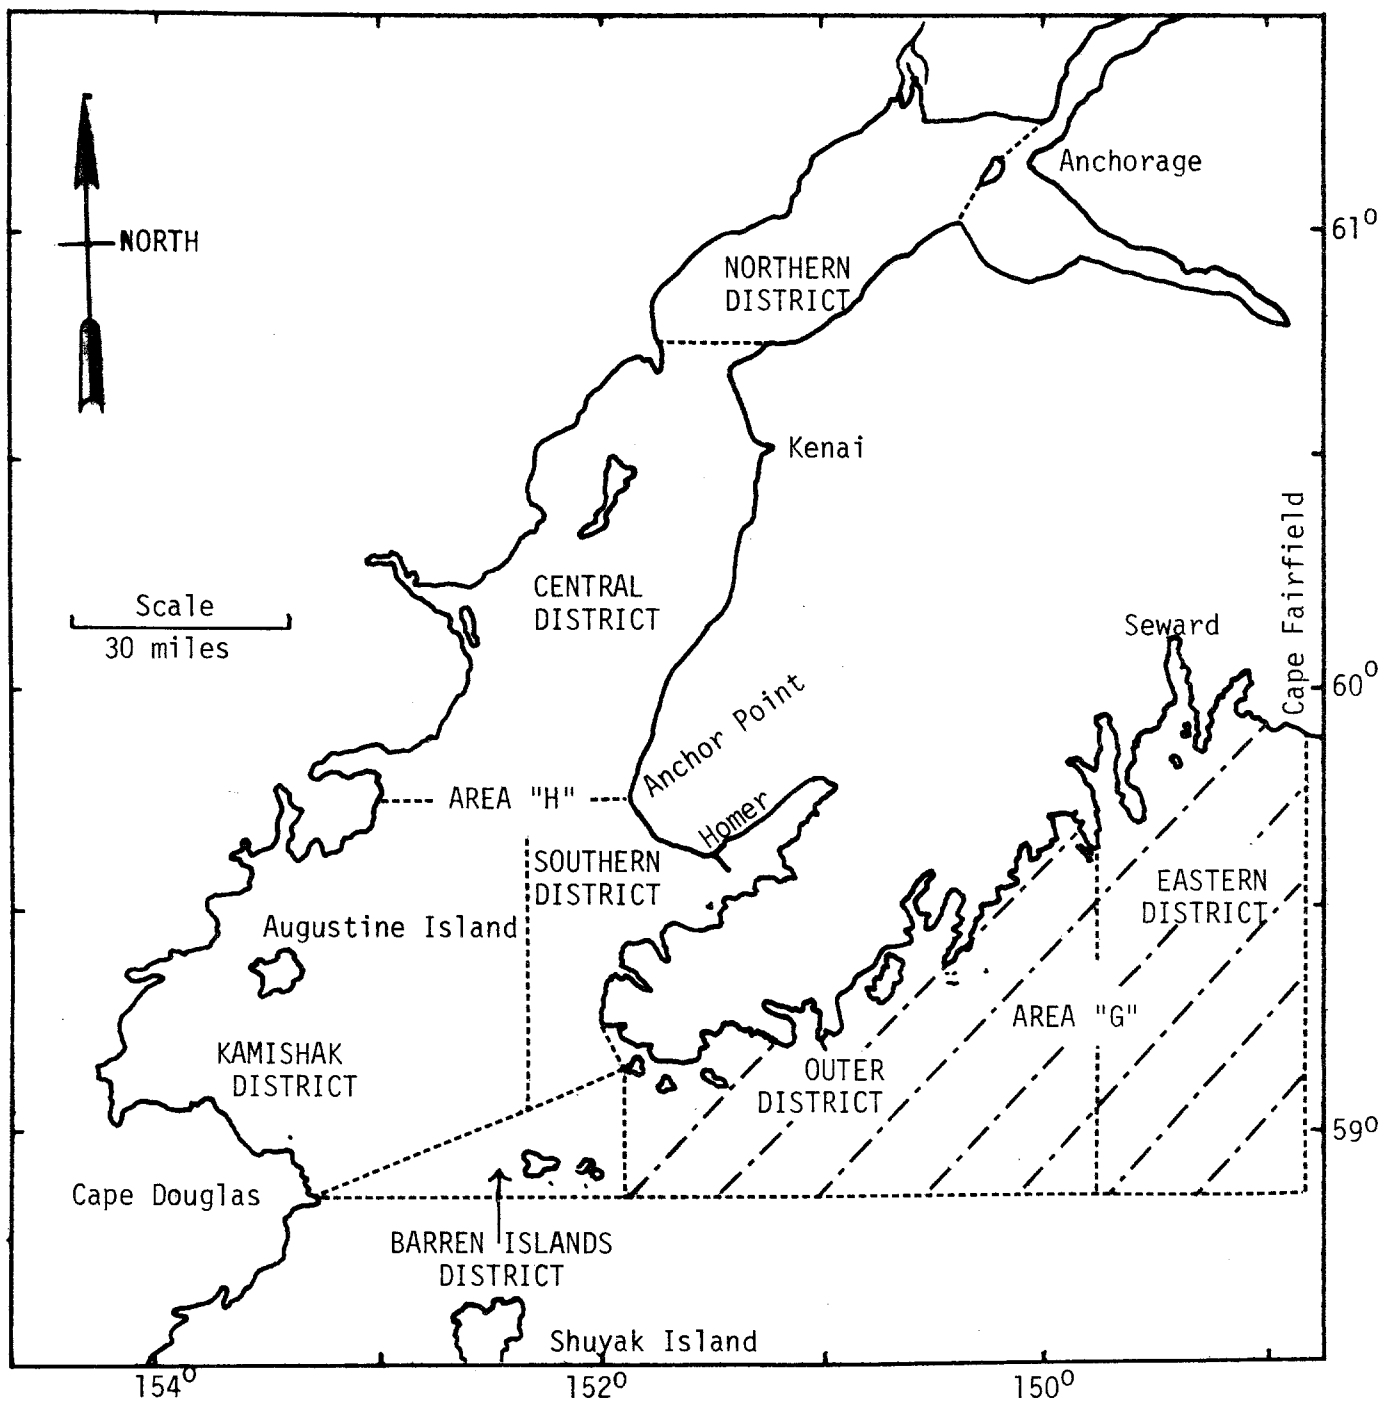 Anchorage
61°
NORTH
NORTHERN
DISTRICT
Kenai
Cape Fairfield
CENTRAL
DISTRICT
Scale
30 miles
Seward
60°
Anchor Point
AREA "H"
Homer
SOUTHERN
DISTRICT
EASTERN
DISTRICT
Augustine Island
AREA "G"
KAMISHAK
DISTRICT
OUTER
DISTRICT
59°
Cape Douglas
BARREN ISLANDS
DISTRICT
Shuyak Island
154° 152° 150°